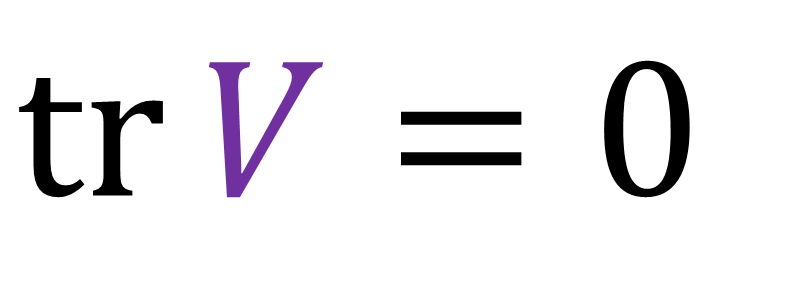 tr V = 0